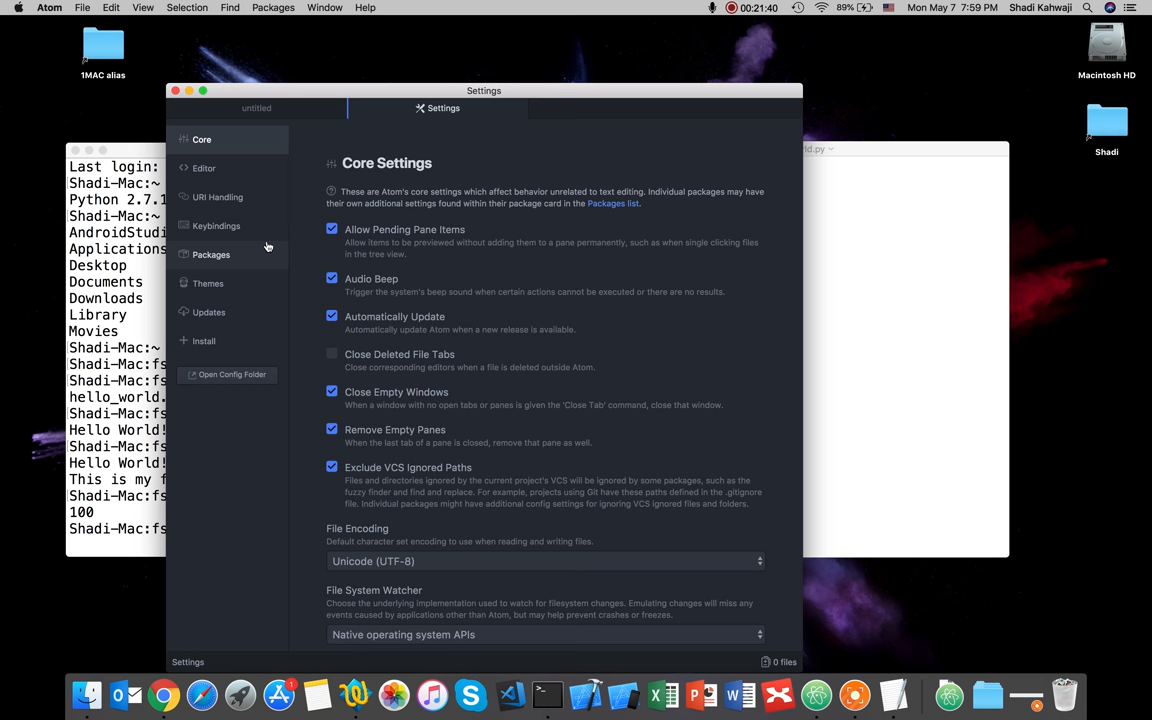 Atom File Edit View Selection Find Packages Window Help 00:21:40 89% Mon May 7 7:59 PM Shadi Kahwaji
1MAC alias
Macintosh HD
Shadi
Settings
untitled
Settings
Core
Editor
URI Handling
Keybindings
Packages
Themes
Updates
Install
Open Config Folder
Core Settings
These are Atom's core settings which affect behavior unrelated to text editing. Individual packages may have
their own additional settings found within their package card in the Packages list.
Allow Pending Pane Items
Allow items to be previewed without adding them to a pane permanently, such as when single clicking files
in the tree view.
Audio Beep
Trigger the system's beep sound when certain actions cannot be executed or there are no results.
Automatically Update
Automatically update Atom when a new release is available.
Close Deleted File Tabs
Close corresponding editors when a file is deleted outside Atom.
Close Empty Windows
When a window with no open tabs or panes is given the 'Close Tab' command, close that window.
Remove Empty Panes
When the last tab of a pane is closed, remove that pane as well.
Exclude VCS Ignored Paths
Files and directories ignored by the current project's VCS will be ignored by some packages, such as the
fuzzy finder and find and replace. For example, projects using Git have these paths defined in the .gitignore
file. Individual packages might have additional config settings for ignoring VCS ignored files and folders.
File Encoding
Default character set encoding to use when reading and writing files.
Unicode (UTF-8)
File System Watcher
Choose the underlying implementation used to watch for filesystem changes. Emulating changes will miss any
events caused by applications other than Atom, but may help prevent crashes or freezes.
Native operating system APIs
Settings
0 files
Last login:
Shadi-Mac:~
Python 2.7.1
Shadi-Mac:~
AndroidStudi
Applications
Desktop
Documents
Downloads
Library
Movies
Shadi-Mac:~
Shadi-Mac:fs
Shadi-Mac:fs
hello_world.
Shadi-Mac:fs
Hello World!
Shadi-Mac:fs
Hello World!
This is my f
Shadi-Mac:fs
100
Shadi-Mac:fs
ld.py
1